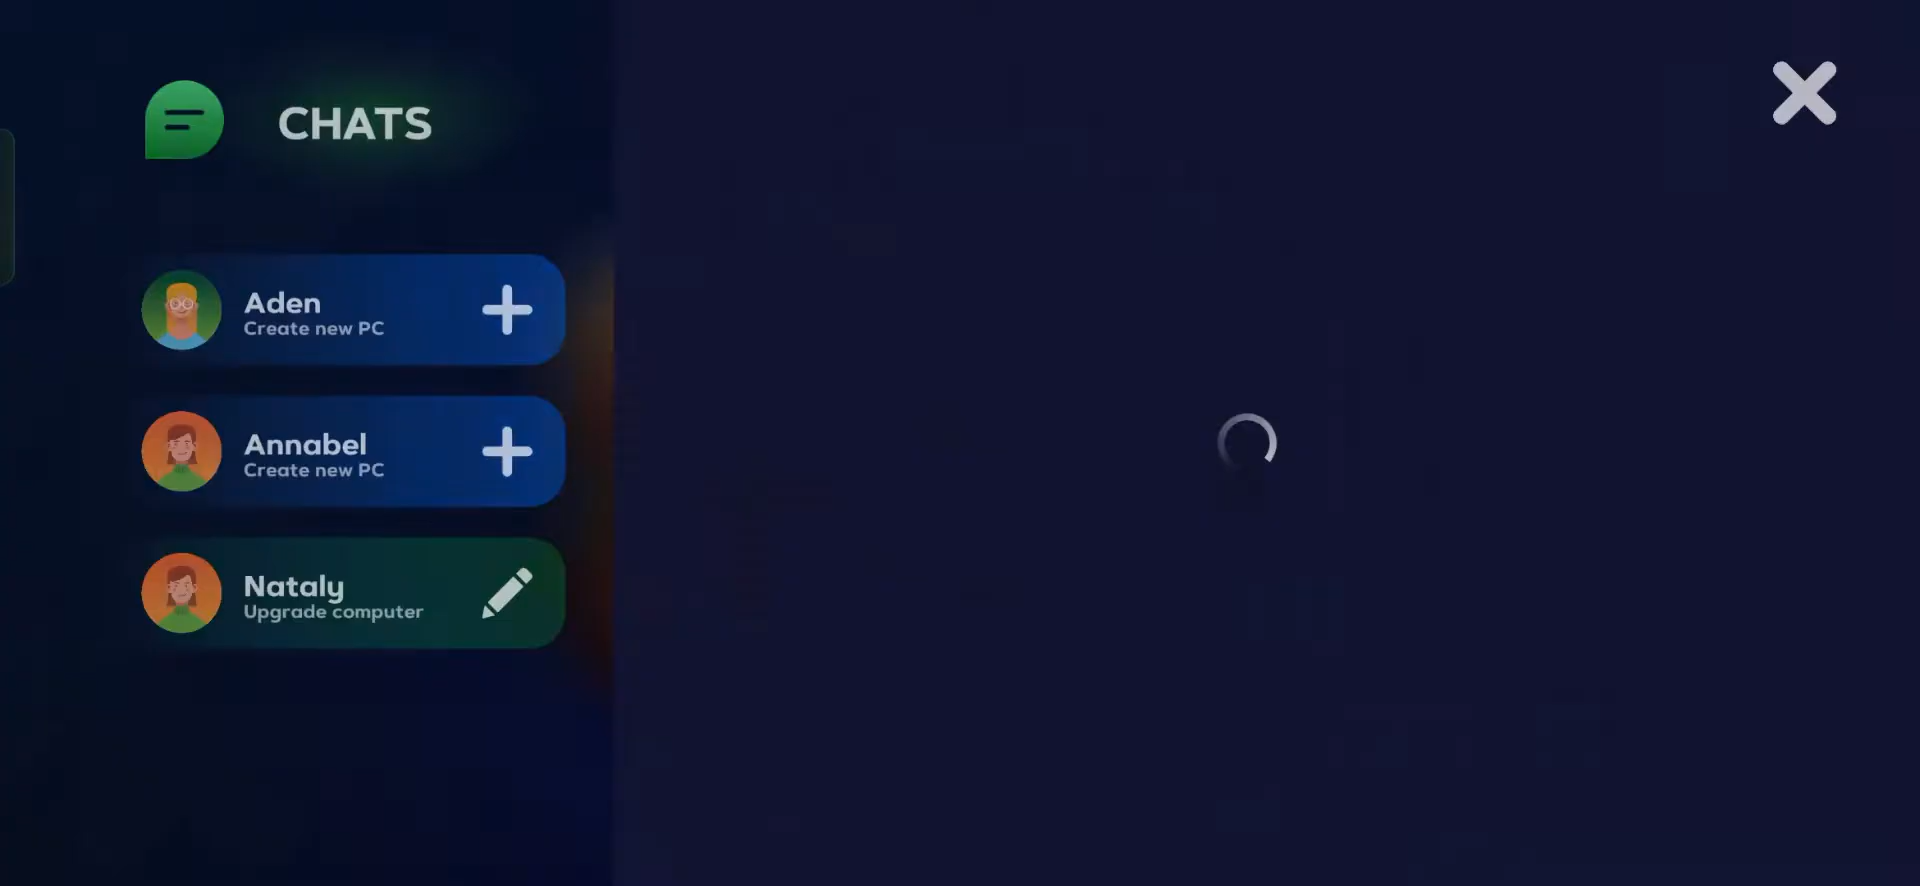 CHATS
Aden
Create new PC
Annabel
Create new PC
Nataly
Upgrade computer